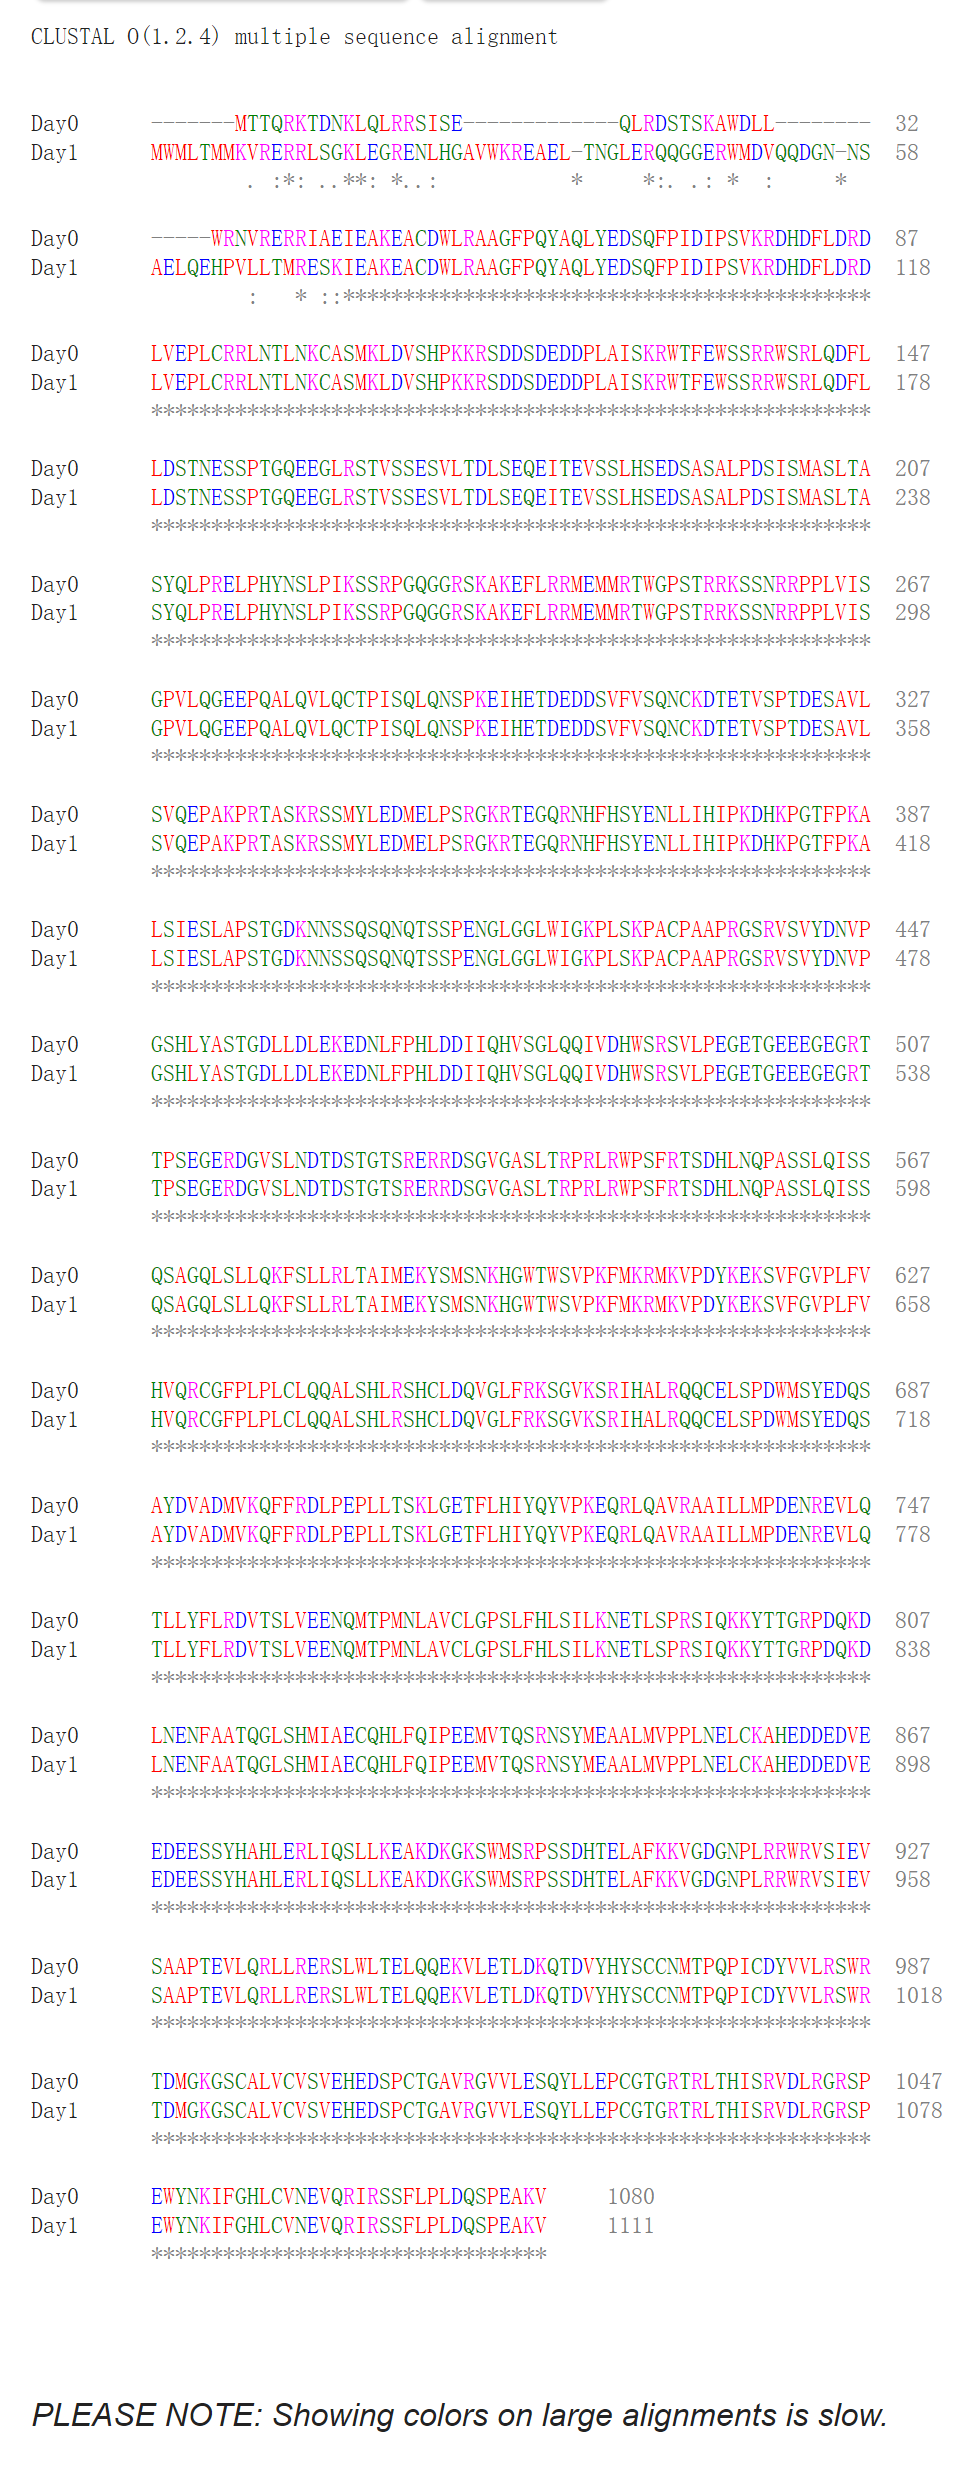 CLUSTAL O(1.2.4) multiple sequence alignment
Day0 -------MTTQRKTDNKLQLRRSISE-------------QLRDSTSKAWDLL-------- 32
Day1 MWMLTMMKVRERRLSGKLEGRENLHGAVWKREAEL-TNGLERQQGGERWMDVQQDGN-NS 58
. :*: ..**: *..: * *:. .: * : *
Day0 -----WRNVRERRIAEIEAKEACDWLRAAGFPQYAQLYEDSQFPIDIPSVKRDHDFLDRD 87
Day1 AELQEHPVLLTMRESKIEAKEACDWLRAAGFPQYAQLYEDSQFPIDIPSVKRDHDFLDRD 118
: * ::********************************************
Day0 LVEPLCRRLNTLNKCASMKLDVSHPKKRSDDSDEDDPLAISKRWTFEWSSRRWSRLQDFL 147
Day1 LVEPLCRRLNTLNKCASMKLDVSHPKKRSDDSDEDDPLAISKRWTFEWSSRRWSRLQDFL 178
************************************************************
Day0 LDSTNESSPTGQEEGLRSTVSSESVLTDLSEQEITEVSSLHSEDSASALPDSISMASLTA 207
Day1 LDSTNESSPTGQEEGLRSTVSSESVLTDLSEQEITEVSSLHSEDSASALPDSISMASLTA 238
************************************************************
Day0 SYQLPRELPHYNSLPIKSSRPGQGGRSKAKEFLRRMEMMRTWGPSTRRKSSNRRPPLVIS 267
Day1 SYQLPRELPHYNSLPIKSSRPGQGGRSKAKEFLRRMEMMRTWGPSTRRKSSNRRPPLVIS 298
************************************************************
Day0 GPVLQGEEPQALQVLQCTPISQLQNSPKEIHETDEDDSVFVSQNCKDTETVSPTDESAVL 327
Day1 GPVLQGEEPQALQVLQCTPISQLQNSPKEIHETDEDDSVFVSQNCKDTETVSPTDESAVL 358
************************************************************
Day0 SVQEPAKPRTASKRSSMYLEDMELPSRGKRTEGQRNHFHSYENLLIHIPKDHKPGTFPKA 387
Day1 SVQEPAKPRTASKRSSMYLEDMELPSRGKRTEGQRNHFHSYENLLIHIPKDHKPGTFPKA 418
************************************************************
Day0 LSIESLAPSTGDKNNSSQSQNQTSSPENGLGGLWIGKPLSKPACPAAPRGSRVSVYDNVP 447
Day1 LSIESLAPSTGDKNNSSQSQNQTSSPENGLGGLWIGKPLSKPACPAAPRGSRVSVYDNVP 478
************************************************************
Day0 GSHLYASTGDLLDLEKEDNLFPHLDDIIQHVSGLQQIVDHWSRSVLPEGETGEEEGEGRT 507
Day1 GSHLYASTGDLLDLEKEDNLFPHLDDIIQHVSGLQQIVDHWSRSVLPEGETGEEEGEGRT 538
************************************************************
Day0 TPSEGERDGVSLNDTDSTGTSRERRDSGVGASLTRPRLRWPSFRTSDHLNQPASSLQISS 567
Day1 TPSEGERDGVSLNDTDSTGTSRERRDSGVGASLTRPRLRWPSFRTSDHLNQPASSLQISS 598
************************************************************
Day0 QSAGQLSLLQKFSLLRLTAIMEKYSMSNKHGWTWSVPKFMKRMKVPDYKEKSVFGVPLFV 627
Day1 QSAGQLSLLQKFSLLRLTAIMEKYSMSNKHGWTWSVPKFMKRMKVPDYKEKSVFGVPLFV 658
************************************************************
Day0 HVQRCGFPLPLCLQQALSHLRSHCLDQVGLFRKSGVKSRIHALRQQCELSPDWMSYEDQS 687
Day1 HVQRCGFPLPLCLQQALSHLRSHCLDQVGLFRKSGVKSRIHALRQQCELSPDWMSYEDQS 718
************************************************************
Day0 AYDVADMVKQFFRDLPEPLLTSKLGETFLHIYQYVPKEQRLQAVRAAILLMPDENREVLQ 747
Day1 AYDVADMVKQFFRDLPEPLLTSKLGETFLHIYQYVPKEQRLQAVRAAILLMPDENREVLQ 778
************************************************************
Day0 TLLYFLRDVTSLVEENQMTPMNLAVCLGPSLFHLSILKNETLSPRSIQKKYTTGRPDQKD 807
Day1 TLLYFLRDVTSLVEENQMTPMNLAVCLGPSLFHLSILKNETLSPRSIQKKYTTGRPDQKD 838
************************************************************
Day0 LNENFAATQGLSHMIAECQHLFQIPEEMVTQSRNSYMEAALMVPPLNELCKAHEDDEDVE 867
Day1 LNENFAATQGLSHMIAECQHLFQIPEEMVTQSRNSYMEAALMVPPLNELCKAHEDDEDVE 898
************************************************************
Day0 EDEESSYHAHLERLIQSLLKEAKDKGKSWMSRPSSDHTELAFKKVGDGNPLRRWRVSIEV 927
Day1 EDEESSYHAHLERLIQSLLKEAKDKGKSWMSRPSSDHTELAFKKVGDGNPLRRWRVSIEV 958
************************************************************
Day0 SAAPTEVLQRLLRERSLWLTELQQEKVLETLDKQTDVYHYSCCNMTPQPICDYVVLRSWR 987
Day1 SAAPTEVLQRLLRERSLWLTELQQEKVLETLDKQTDVYHYSCCNMTPQPICDYVVLRSWR 1018
************************************************************
Day0 TDMGKGSCALVCVSVEHEDSPCTGAVRGVVLESQYLLEPCGTGRTRLTHISRVDLRGRSP 1047
Day1 TDMGKGSCALVCVSVEHEDSPCTGAVRGVVLESQYLLEPCGTGRTRLTHISRVDLRGRSP 1078
************************************************************
Day0 EWYNKIFGHLCVNEVQRIRSSFLPLDQSPEAKV 1080
Day1 EWYNKIFGHLCVNEVQRIRSSFLPLDQSPEAKV 1111
*********************************
PLEASE NOTE: Showing colors on large alignments is slow.